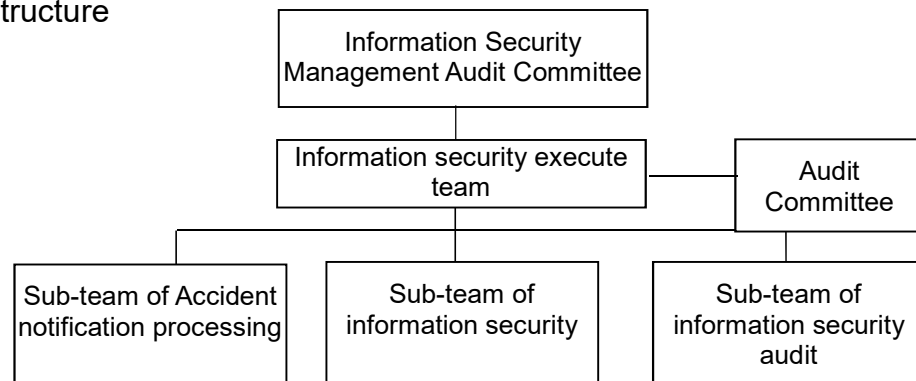 tructure
Information Security
Management Audit Committee
Information security execute
team
Audit
Committee
Sub-team of Accident
notification processing
Sub-team of
information security
Sub-team of
information security
audit